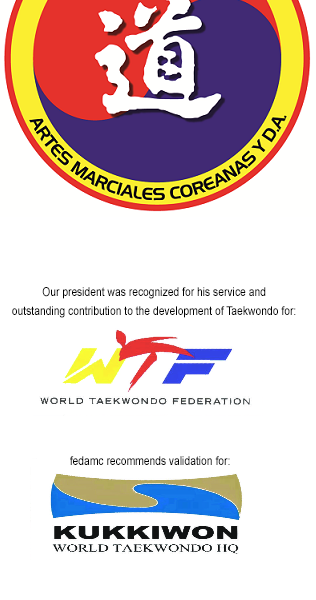 道
ARTES MARCIALES COREANAS Y D.A.
Our president was recognized for his service and
outstanding contribution to the development of Taekwondo for:
WTF
WORLD TAEKWONDO FEDERATION
fedamc recommends validation for:
KUKKIWON
WORLD TAEKWONDO HQ